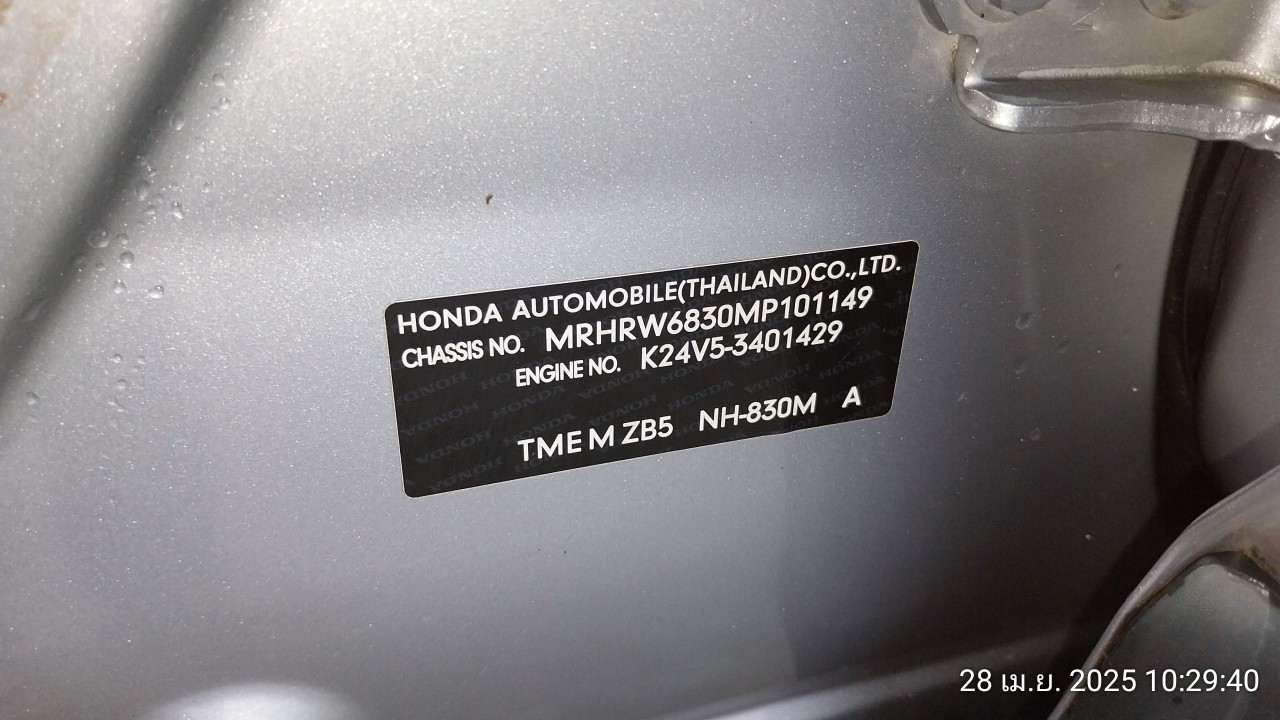 HONDA AUTOMOBILE(THAILAND)CO.,LTD.
CHASSIS NO. MRHRW6830MP101149
ENGINE NO. K24V5-3401429
TME M ZB5 NH-830M A
28 เม.ย. 2025 10:29:40